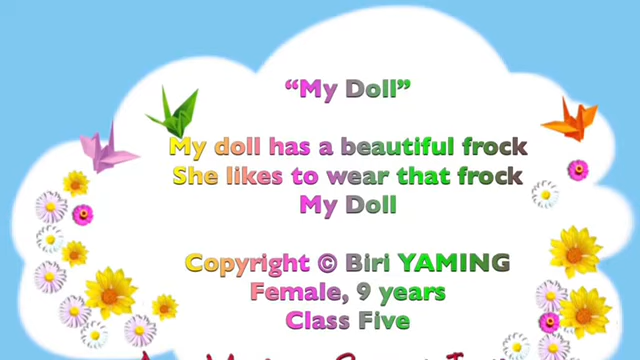 “My Doll”
My doll has a beautiful frock
She likes to wear that frock
My Doll
Copyright © Biri YAMING
Female, 9 years
Class Five